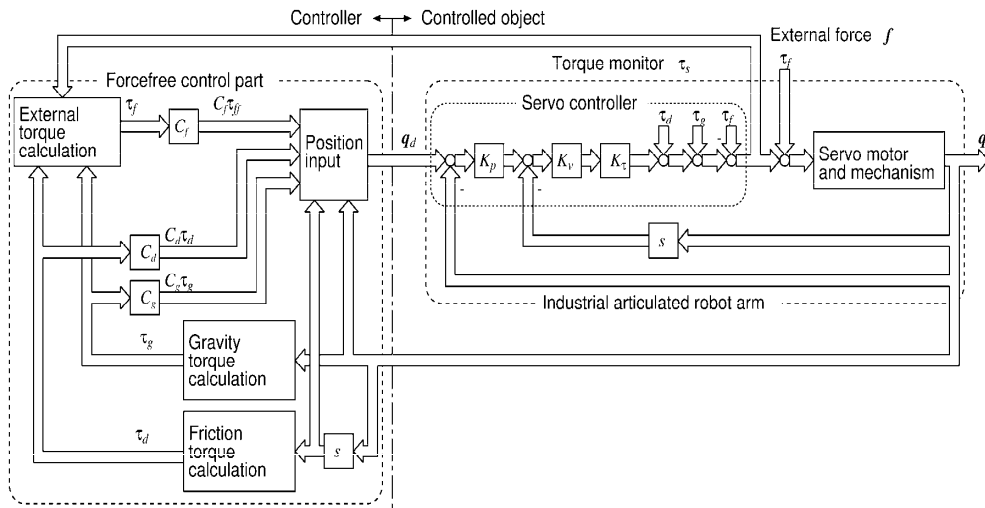 Controller
Controlled object
External force f
τf
Torque monitor τs
Forcefree control part
Servo controller
External
torque
calculation
τf
Cf
Cfτff
Position
input
qd
Kp
Kv
Kτ
τd
τg
τf
-
-
-
Servo motor
and mechanism
q
s
Cd
Cdτd
Cg
Cgτg
Industrial articulated robot arm
τg
Gravity
torque
calculation
τd
Friction
torque
calculation
s